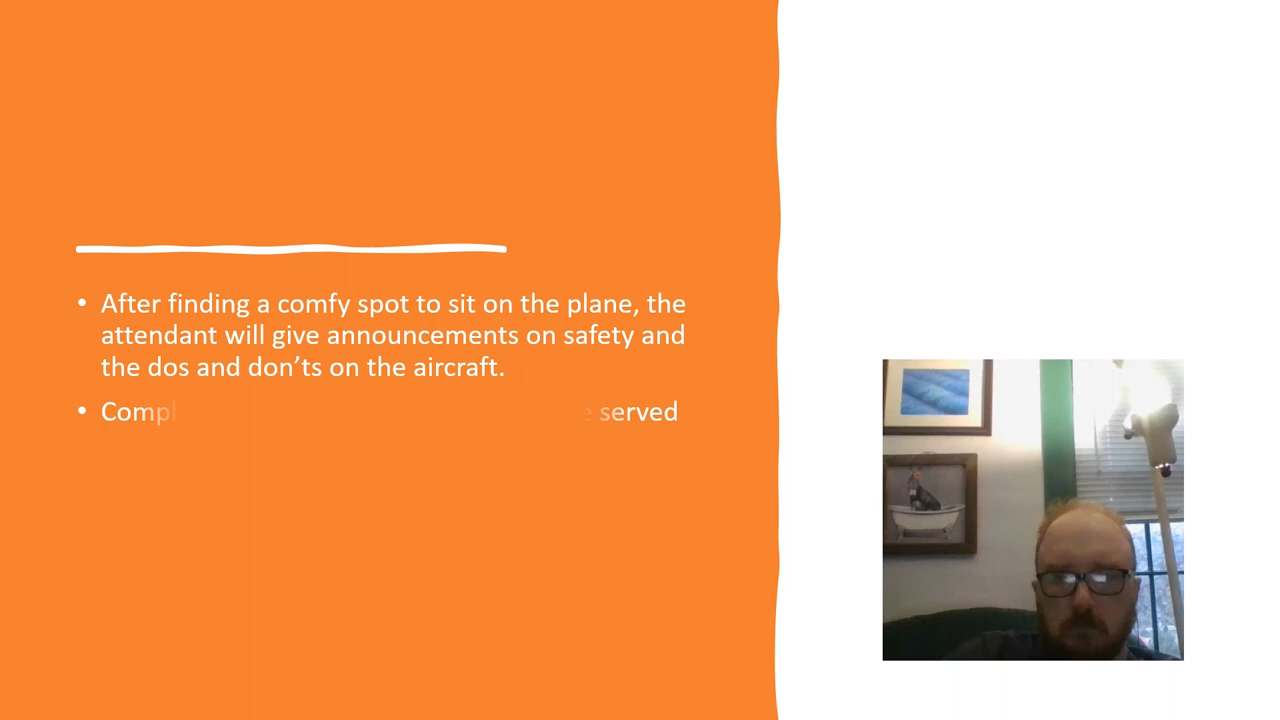 • After finding a comfy spot to sit on the plane, the
attendant will give announcements on safety and
the dos and don’ts on the aircraft.
• served